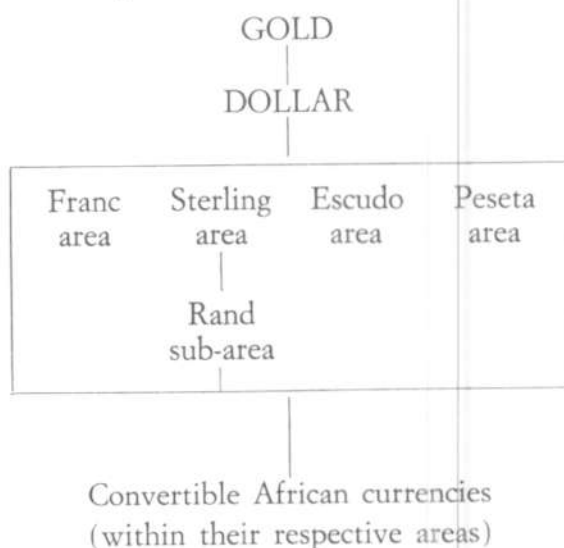 GOLD
DOLLAR
Franc Sterling Escudo Peseta
area area area area
Rand
sub-area
Convertible African currencies
(within their respective areas)